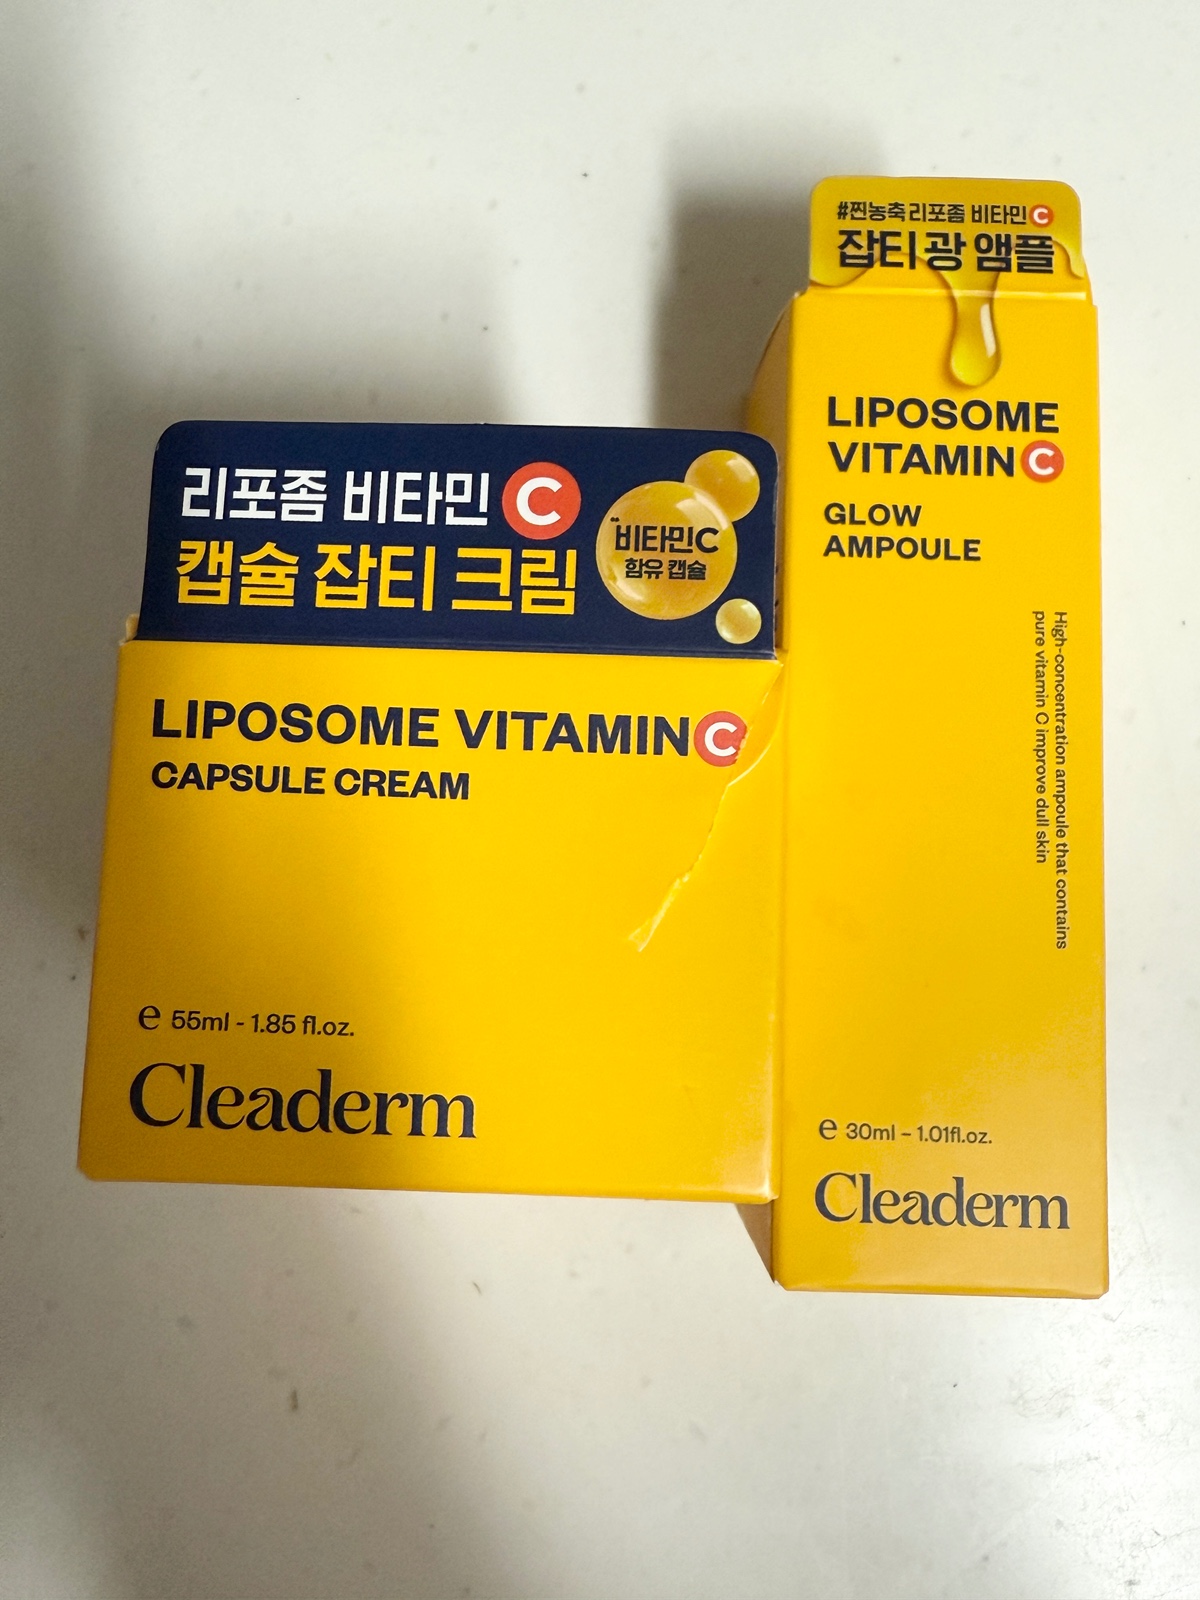 리포좀 비타민 C
캡슐 잡티 크림
"비타민C
함유 캡슐
LIPOSOME VITAMIN C
CAPSULE CREAM
e 55ml - 1.85 fl.oz.
Cleaderm
#찐농축 리포좀 비타민 C
잡티 광 앰플
LIPOSOME
VITAMIN C
GLOW
AMPOULE
High-concentration ampoule that contains
pure vitamin C improve dull skin
e 30ml - 1.01fl.oz.
Cleaderm